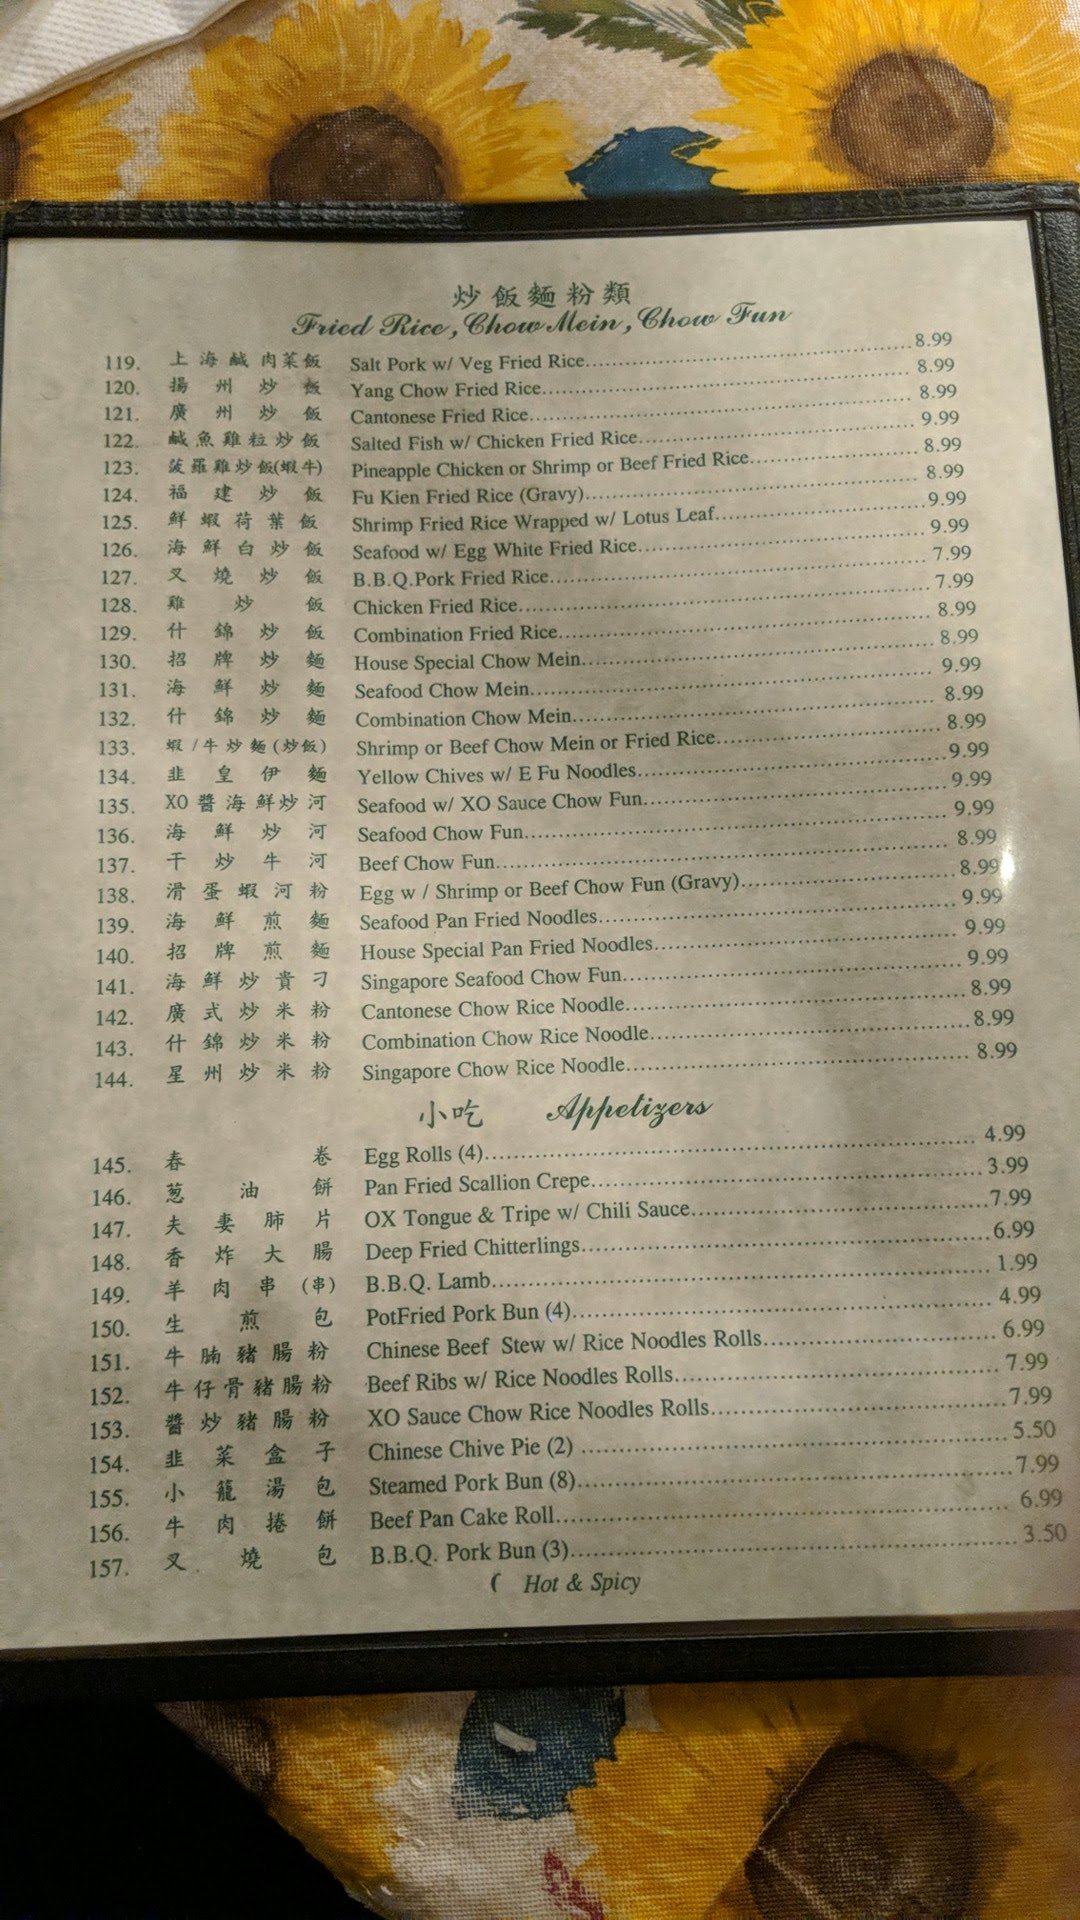 炒飯麵粉類
Fried Rice, Chow Mein, Chow Fun
119. 上海鹹肉菜飯 Salt Pork w/ Veg Fried Rice 8.99
120. 揚州炒飯 Yang Chow Fried Rice 8.99
121. 廣州炒飯 Cantonese Fried Rice 8.99
122. 鹹魚雞粒炒飯 Salted Fish w/ Chicken Fried Rice 9.99
123. 菠羅雞炒飯(蝦牛) Pineapple Chicken or Shrimp or Beef Fried Rice 8.99
124. 福建炒飯 Fu Kien Fried Rice (Gravy) 8.99
125. 鮮蝦荷葉飯 Shrimp Fried Rice Wrapped w/ Lotus Leaf 9.99
126. 海鮮白炒飯 Seafood w/ Egg White Fried Rice 9.99
127. 叉燒炒飯 B.B.Q.Pork Fried Rice 7.99
128. 雞炒飯 Chicken Fried Rice 7.99
129. 什錦炒飯 Combination Fried Rice 8.99
130. 招牌炒麵 House Special Chow Mein 8.99
131. 海鮮炒麵 Seafood Chow Mein 9.99
132. 什錦炒麵 Combination Chow Mein 8.99
133. 蝦/牛炒麵(炒飯) Shrimp or Beef Chow Mein or Fried Rice 8.99
134. 韭皇伊麵 Yellow Chives w/ E Fu Noodles 9.99
135. XO醬海鮮炒河 Seafood w/ XO Sauce Chow Fun 9.99
136. 海鮮炒河 Seafood Chow Fun 9.99
137. 干炒牛河 Beef Chow Fun 8.99
138. 滑蛋蝦河粉 Egg w / Shrimp or Beef Chow Fun (Gravy) 8.99
139. 海鮮煎麵 Seafood Pan Fried Noodles 9.99
140. 招牌煎麵 House Special Pan Fried Noodles 9.99
141. 海鮮炒貴刁 Singapore Seafood Chow Fun 9.99
142. 廣式炒米粉 Cantonese Chow Rice Noodle 8.99
143. 什錦炒米粉 Combination Chow Rice Noodle 8.99
144. 星州炒米粉 Singapore Chow Rice Noodle 8.99
小吃 Appetizers
145. 春卷 Egg Rolls (4) 4.99
146. 葱油餅 Pan Fried Scallion Crepe 3.99
147. 夫妻肺片 OX Tongue & Tripe w/ Chili Sauce 7.99
148. 香炸大腸 Deep Fried Chitterlings 6.99
149. 羊肉串(串) B.B.Q. Lamb 1.99
150. 生煎包 PotFried Pork Bun (4) 4.99
151. 牛腩豬腸粉 Chinese Beef Stew w/ Rice Noodles Rolls 6.99
152. 牛仔骨豬腸粉 Beef Ribs w/ Rice Noodles Rolls 7.99
153. 醬炒豬腸粉 XO Sauce Chow Rice Noodles Rolls 7.99
154. 韭菜盒子 Chinese Chive Pie (2) 5.50
155. 小籠湯包 Steamed Pork Bun (8) 7.99
156. 牛肉捲餅 Beef Pan Cake Roll 6.99
157. 叉燒包 B.B.Q. Pork Bun (3) 3.50
Hot & Spicy